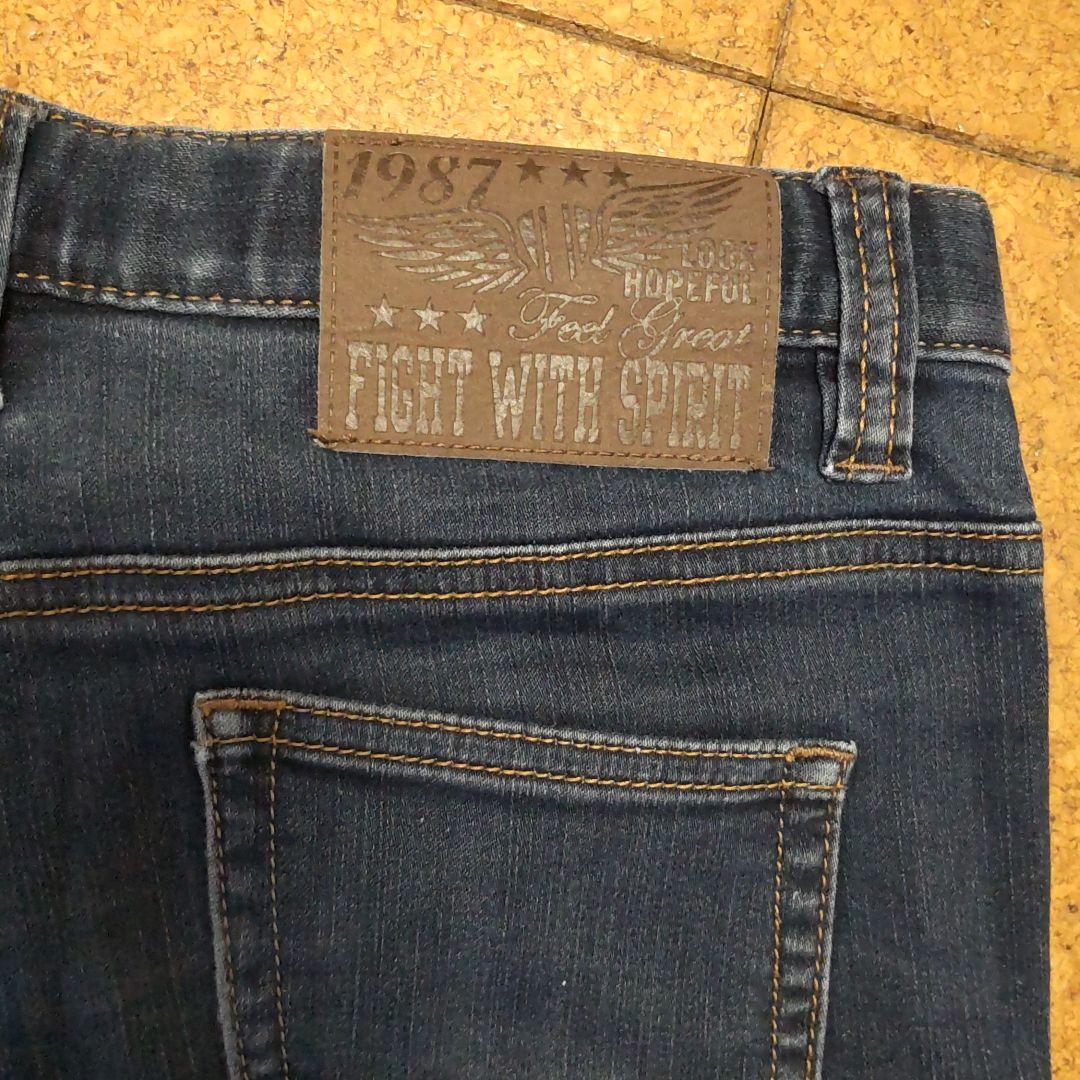 1987
LOOK
HOPEFUL
Feel Great
FIGHT WITH SPIRIT